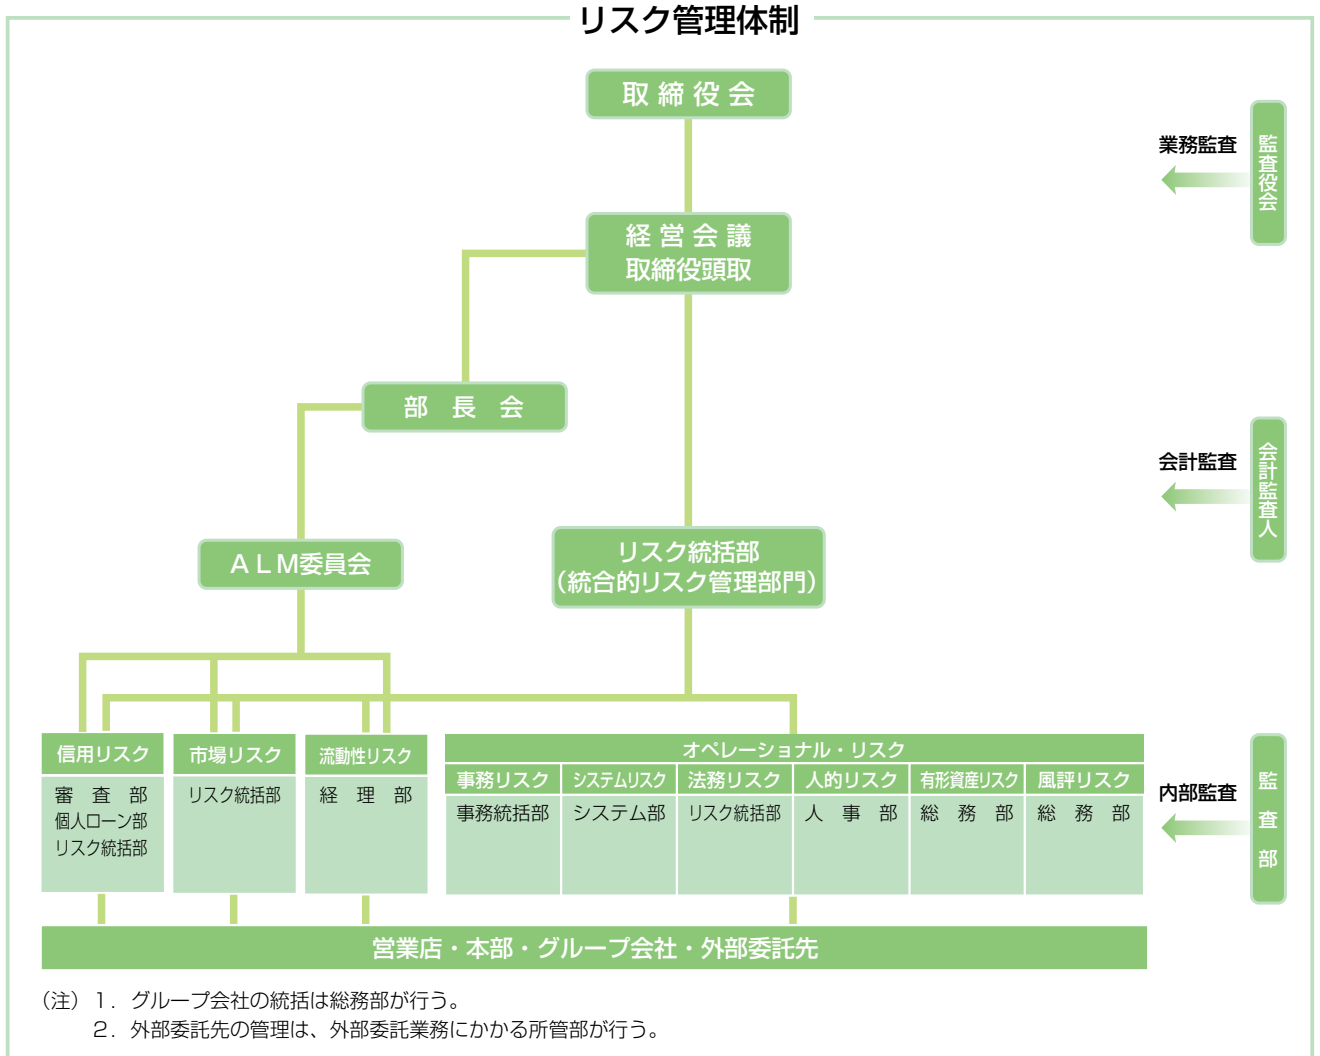 リスク管理体制
取締役会
業務監査
監査役会
経営会議
取締役頭取
部 長 会
会計監査
会計監査人
ALM委員会
リスク統括部
(統合的リスク管理部門)
信用リスク
審 査 部
個人ローン部
リスク統括部
市場リスク
リスク統括部
流動性リスク
経 理 部
オペレーショナル・リスク
事務リスク
事務統括部
システムリスク
システム部
法務リスク
リスク統括部
人的リスク
人 事 部
有形資産リスク
総 務 部
風評リスク
総 務 部
内部監査
監 査 部
営業店・本部・グループ会社・外部委託先
(注)1.グループ会社の統括は総務部が行う。
2.外部委託先の管理は、外部委託業務にかかる所管部が行う。